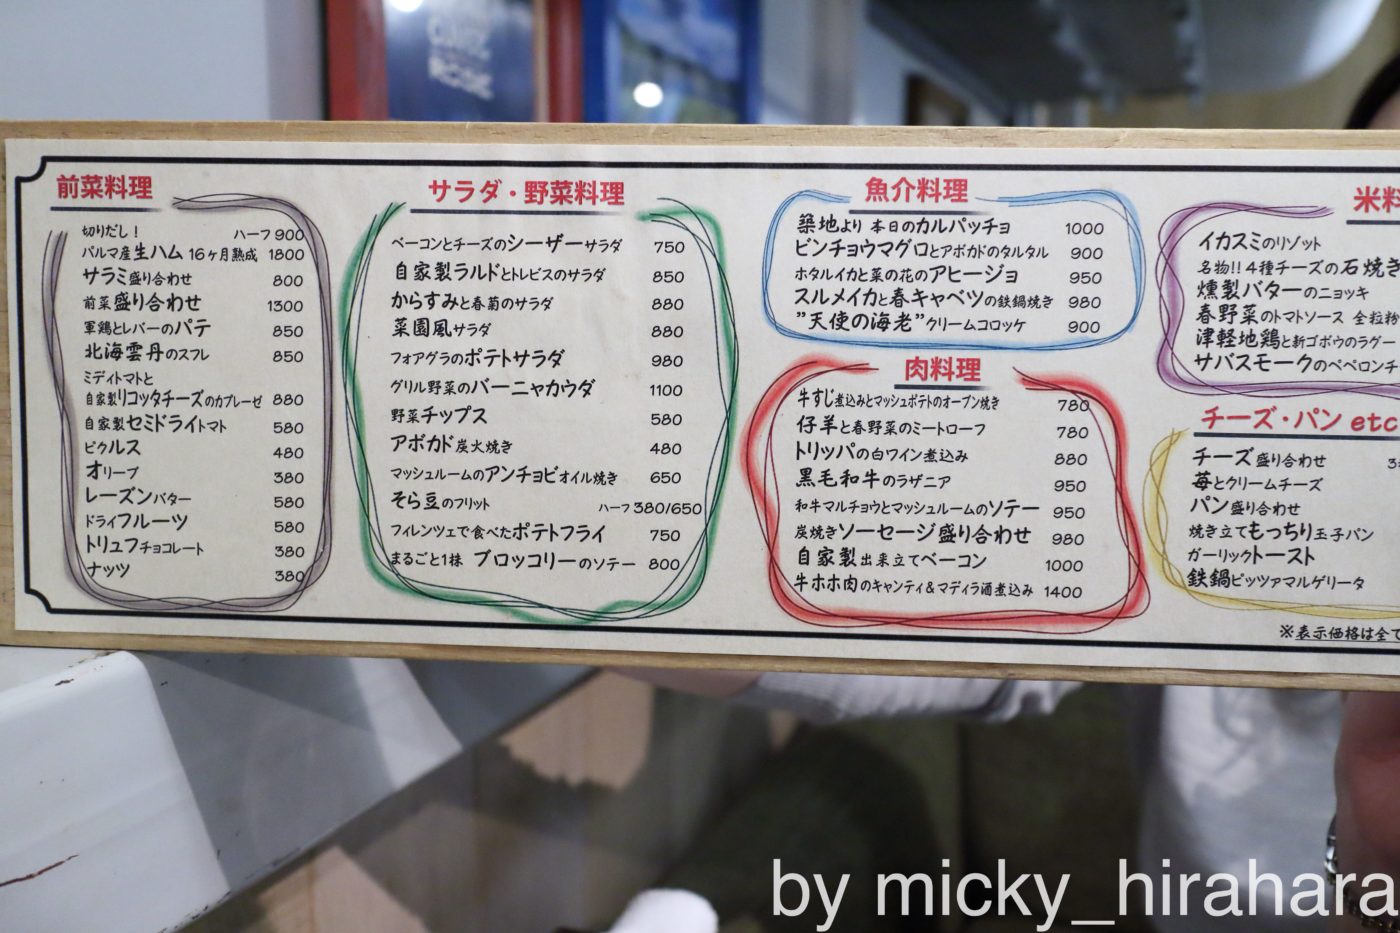 前菜料理
切りだし！ ハーフ 900
パルマ産生ハム 16ヶ月熟成 1800
サラミ盛り合わせ 800
前菜盛り合わせ 1300
軍鶏とレバーのパテ 850
北海雲丹のスフレ 850
ミディトマトと
自家製リコッタチーズのカプレーゼ 880
自家製セミドライトマト 580
ピクルス 480
オリーブ 380
レーズンバター 580
ドライフルーツ 580
トリュフチョコレート 380
ナッツ 380
サラダ・野菜料理
ベーコンとチーズのシーザーサラダ 750
自家製ラルドとトレビスのサラダ 850
からすみと春菊のサラダ 880
菜園風サラダ 880
フォアグラのポテトサラダ 980
グリル野菜のバーニャカウダ 1100
野菜チップス 580
アボカド炭火焼き 480
マッシュルームのアンチョビオイル焼き 650
そら豆のフリット ハーフ 380/650
フィレンツェで食べたポテトフライ 750
まるごと1株 ブロッコリーのソテー 800
魚介料理
築地より 本日のカルパッチョ 1000
ビンチョウマグロとアボカドのタルタル 900
ホタルイカと菜の花のアヒージョ 950
スルメイカと春キャベツの鉄鍋焼き 980
"天使の海老"クリームコロッケ 900
肉料理
牛すじ煮込みとマッシュポテトのオーブン焼き 780
仔羊と春野菜のミートローフ 780
トリッパの白ワイン煮込み 880
黒毛和牛のラザニア 950
和牛マルチョウとマッシュルームのソテー 950
炭焼きソーセージ盛り合わせ 980
自家製出来立てベーコン 1000
牛ホホ肉のキャンティ&マディラ酒煮込み 1400
米料
イカスミのリゾット
名物!! 4種チーズの石焼き
燻製バターのニョッキ
春野菜のトマトソース 全粒粉
津軽地鶏と新ゴボウのラグー
サバスモークのペペロンチ
チーズ・パン etc
チーズ盛り合わせ
苺とクリームチーズ
パン盛り合わせ
焼き立てもっちり玉子パン
ガーリックトースト
鉄鍋ピッツァマルゲリータ
※表示価格は全て
by micky_hirahara